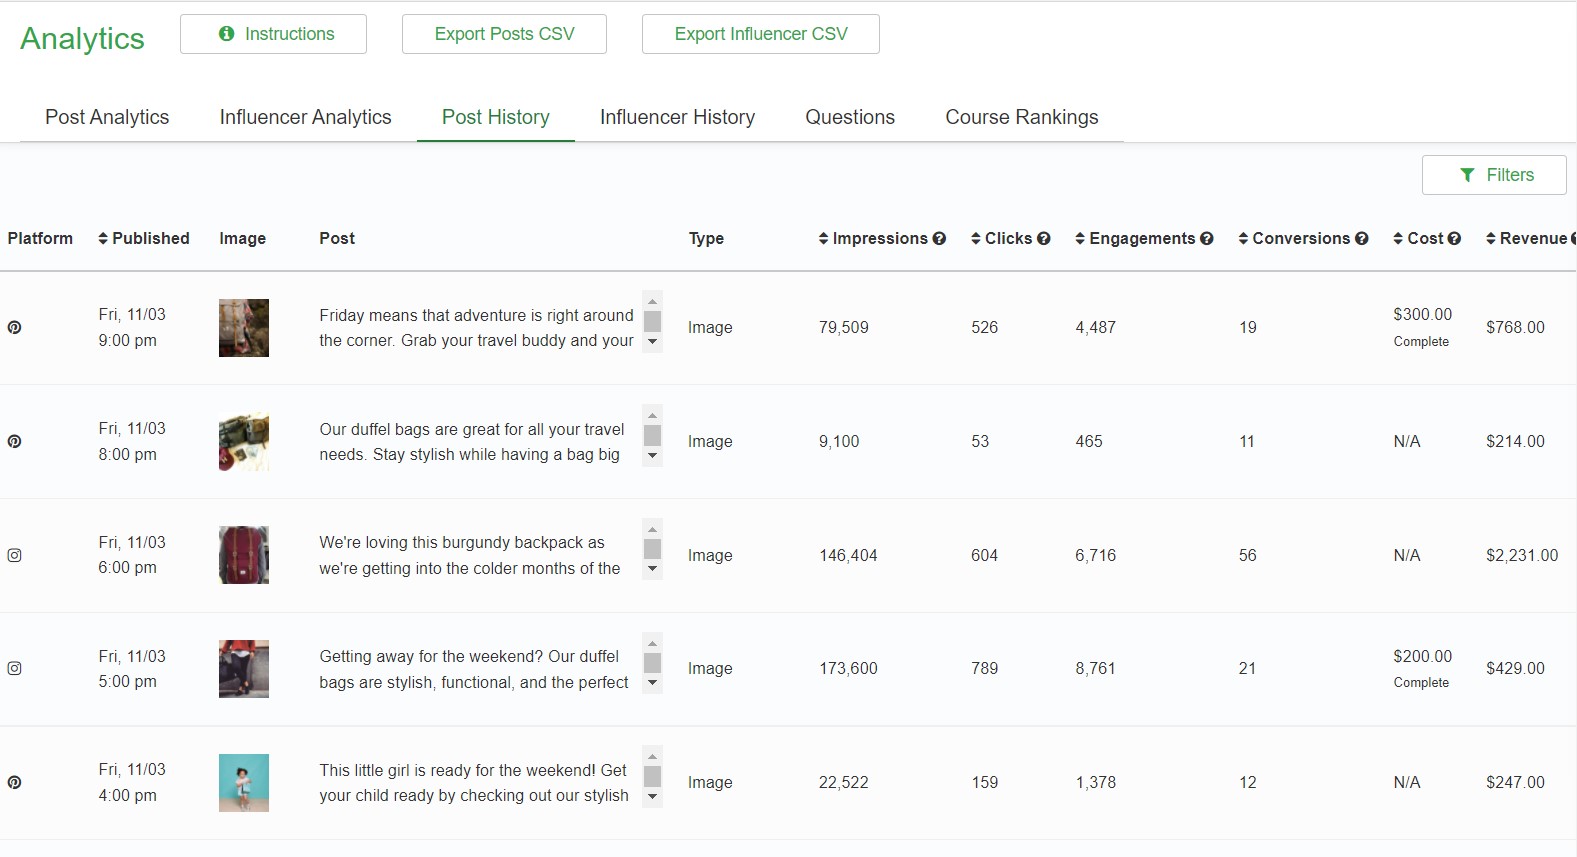 Analytics
Instructions
Export Posts CSV
Export Influencer CSV
Post Analytics
Influencer Analytics
Post History
Influencer History
Questions
Course Rankings
Filters
Platform Published Image Post Type Impressions Clicks Engagements Conversions Cost Revenue
Fri, 11/03
9:00 pm
Friday means that adventure is right around
the corner. Grab your travel buddy and your
Image 79,509 526 4,487 19
$300.00
Complete
$768.00
Fri, 11/03
8:00 pm
Our duffel bags are great for all your travel
needs. Stay stylish while having a bag big
Image 9,100 53 465 11 N/A $214.00
Fri, 11/03
6:00 pm
We're loving this burgundy backpack as
we're getting into the colder months of the
Image 146,404 604 6,716 56 N/A $2,231.00
Fri, 11/03
5:00 pm
Getting away for the weekend? Our duffel
bags are stylish, functional, and the perfect
Image 173,600 789 8,761 21
$200.00
Complete
$429.00
Fri, 11/03
4:00 pm
This little girl is ready for the weekend! Get
your child ready by checking out our stylish
Image 22,522 159 1,378 12 N/A $247.00